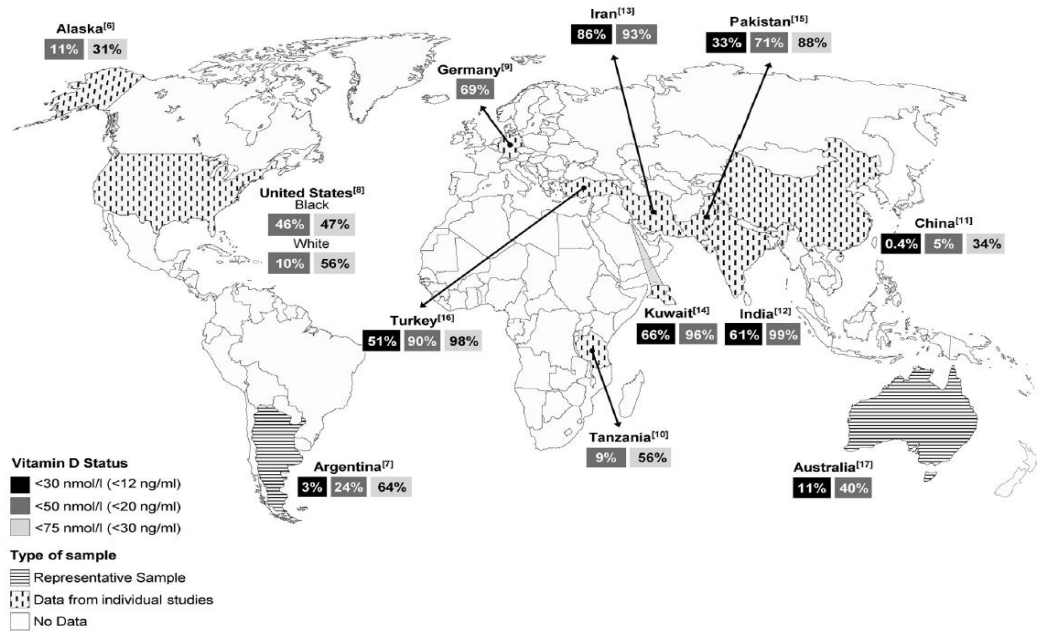 Alaska[6]
11% 31%
Iran[13]
86% 93%
Pakistan[15]
33% 71% 88%
Germany[9]
69%
United States[8]
Black
46% 47%
White
10% 56%
China[11]
0.4% 5% 34%
Turkey[16]
51% 90% 98%
Kuwait[14]
66% 96%
India[12]
61% 99%
Tanzania[10]
9% 56%
Argentina[7]
3% 24% 64%
Australia[17]
11% 40%
Vitamin D Status
<30 nmol/l (<12 ng/ml)
<50 nmol/l (<20 ng/ml)
<75 nmol/l (<30 ng/ml)
Type of sample
Representative Sample
Data from individual studies
No Data